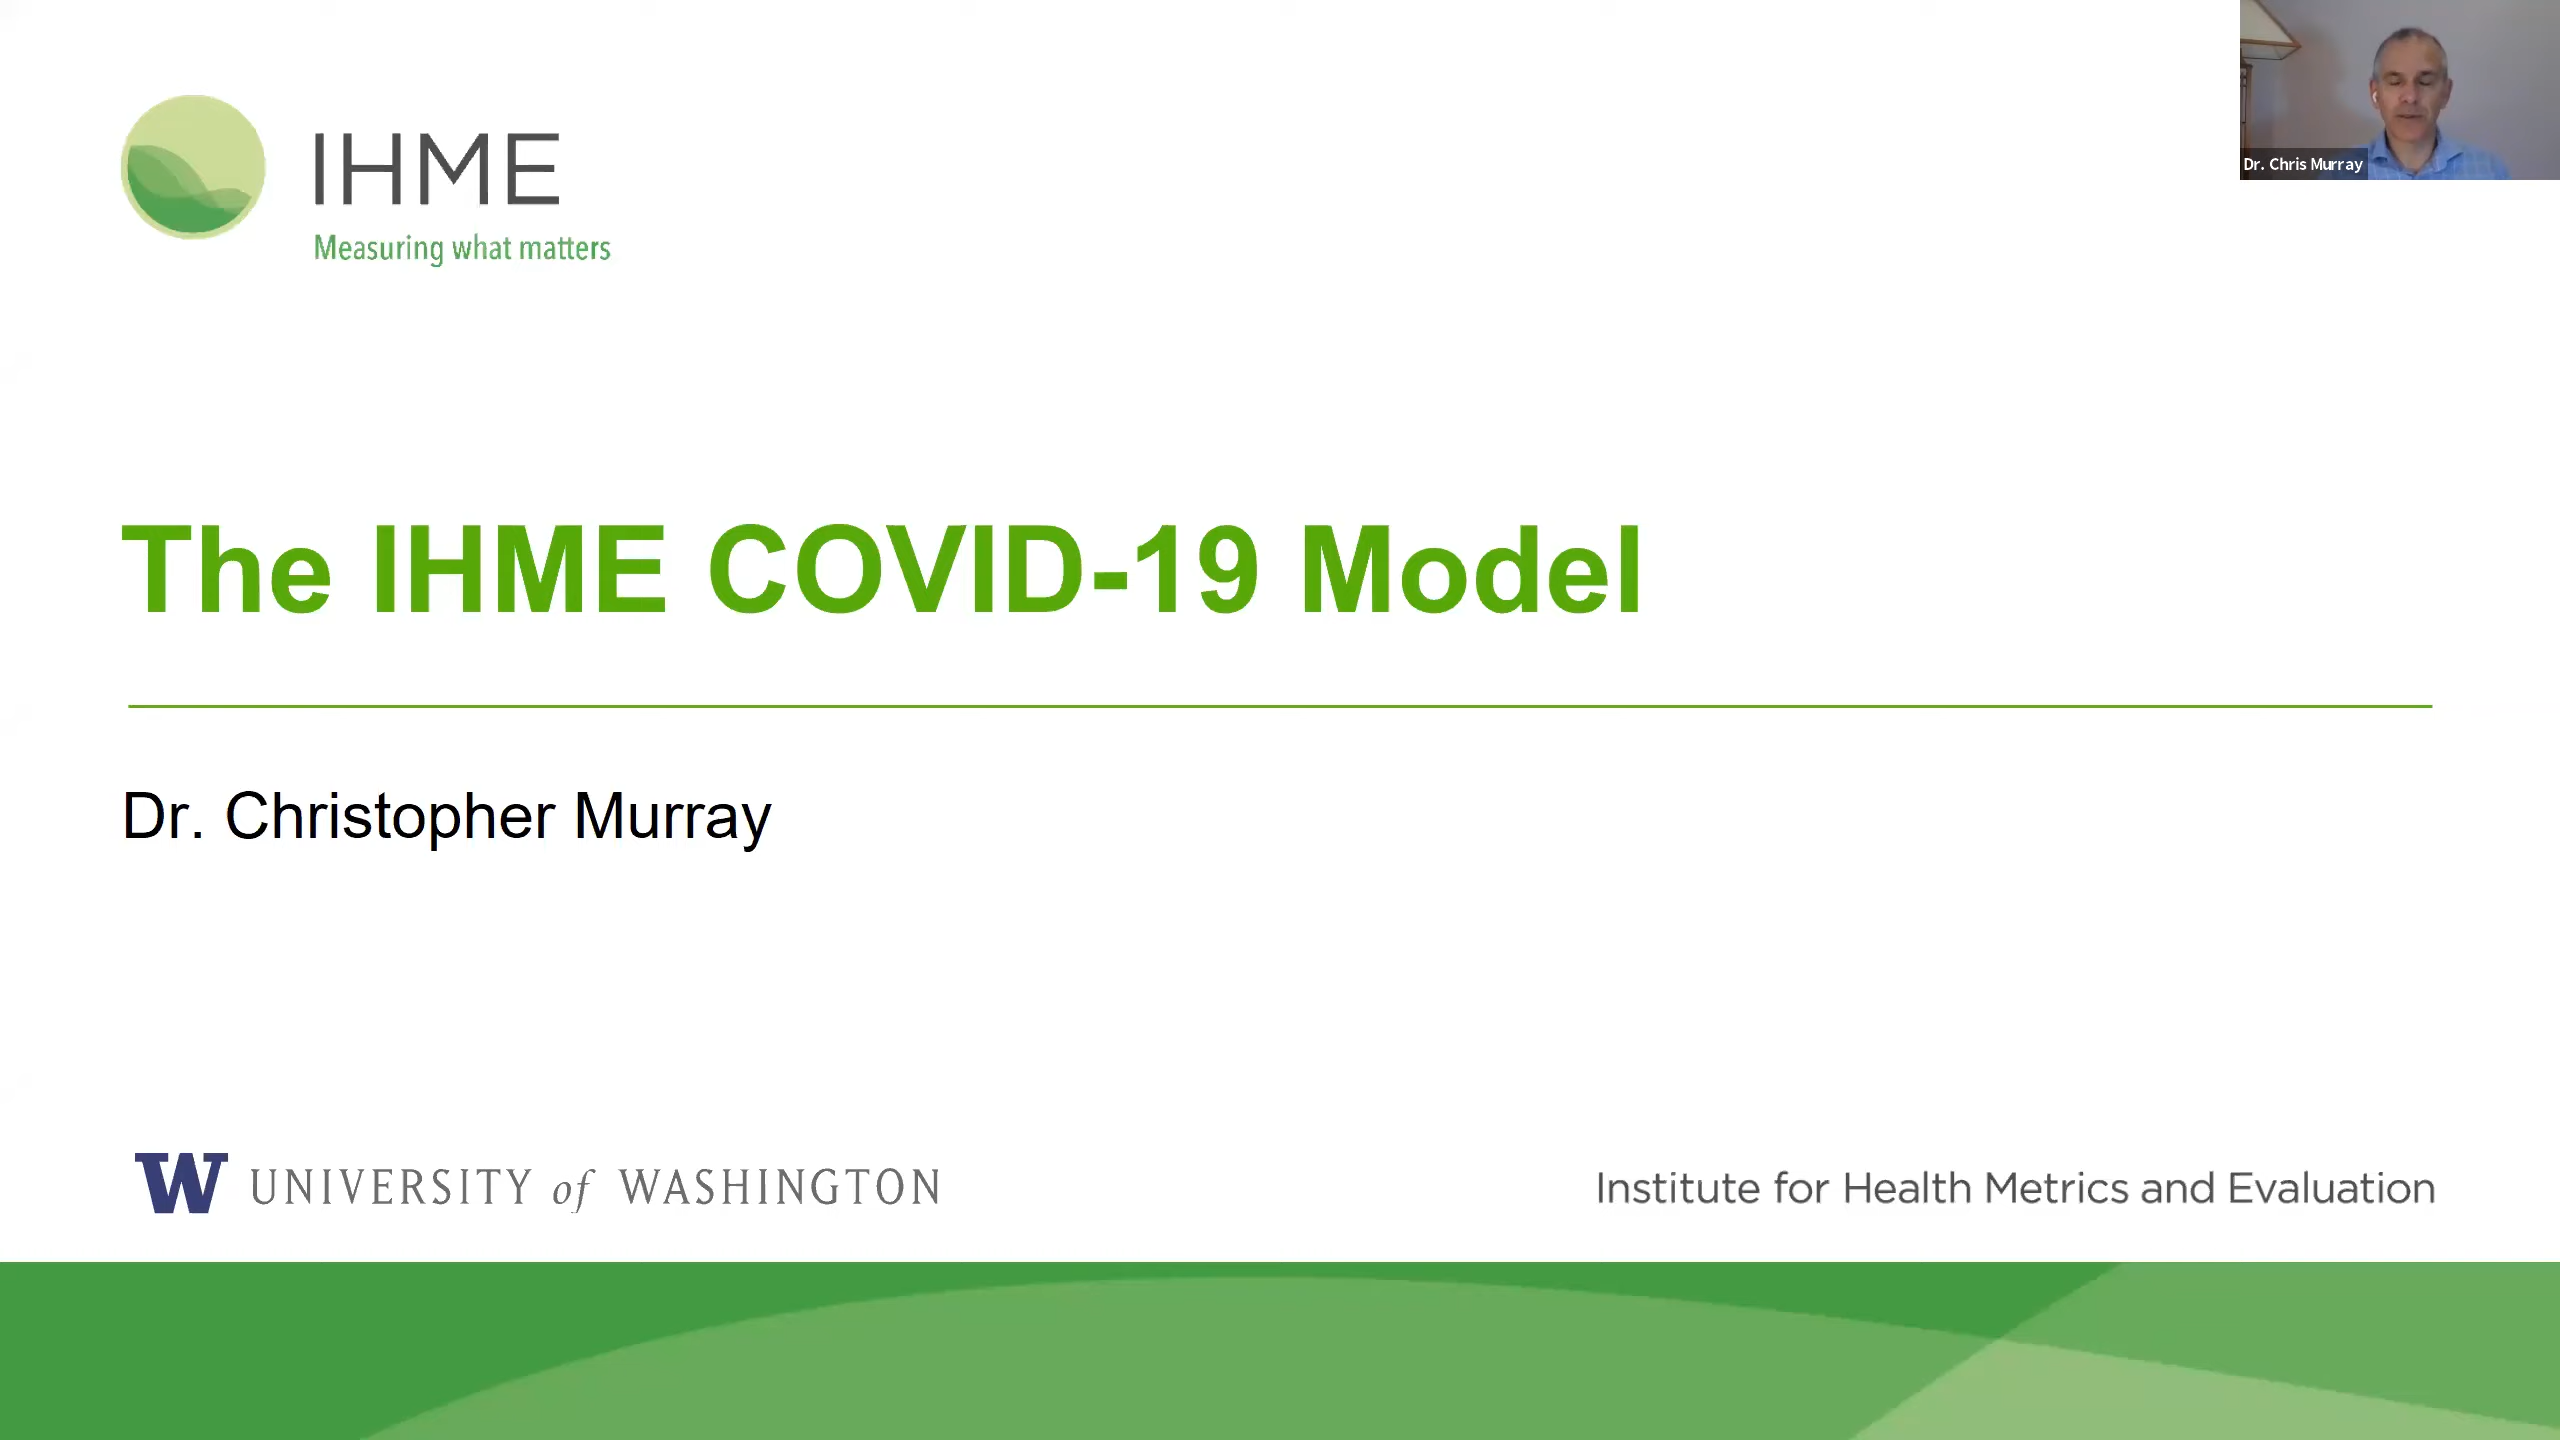 IHME
Measuring what matters
Dr. Chris Murray
The IHME COVID-19 Model
Dr. Christopher Murray
W UNIVERSITY of WASHINGTON
Institute for Health Metrics and Evaluation